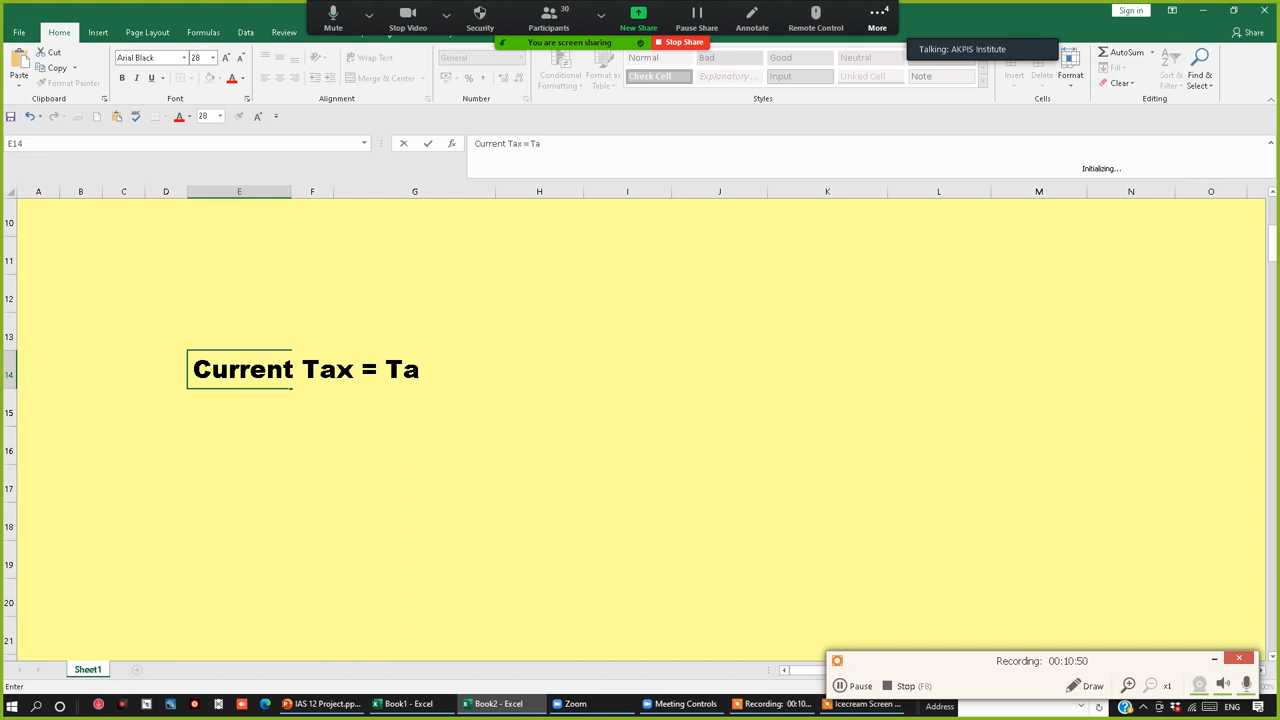 Mute
Stop Video
Security
30
Participants
New Share
Pause Share
Annotate
Remote Control
4
More
Sign in
File
Home
Insert
Page Layout
Formulas
Data
Review
You are screen sharing
Stop Share
Talking: AKPIS Institute
Share
Paste
Cut
Copy
Format Painter
Clipboard
Arial Black
28
B I U
Font
Wrap Text
Merge & Center
Alignment
General
Number
Conditional Formatting
Format as Table
Normal
Bad
Good
Neutral
Check Cell
Explanatory ...
Input
Linked Cell
Note
Styles
Insert
Delete
Format
Cells
AutoSum
Fill
Clear
Sort & Filter
Find & Select
Editing
28
E14
fx
Current Tax = Ta
Initializing...
A B C D E F G H I J K L M N O
10
11
12
13
14
15
16
17
18
19
20
21
Current Tax = Ta
Sheet1
Enter
Recording: 00:10:50
Pause
Stop (F8)
Draw
x1
IAS 12 Project.pp...
Book1 - Excel
Book2 - Excel
Zoom
Meeting Controls
Recording: 00:10...
Icecream Screen ...
Address
ENG